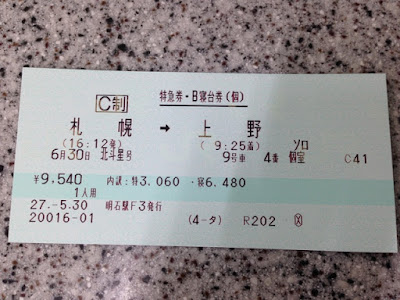 C制 特急券・B寝台券(個)
札幌 → 上野
(16:12発) (9:25着) ソロ
6月30日 北斗星号 9号車 4番 個室 C41
¥9,540 内訳:特3.060・寝6.480
1人用
27.-5.30 明石駅F3発行
20016-01 (4-タ) R202 ㊋